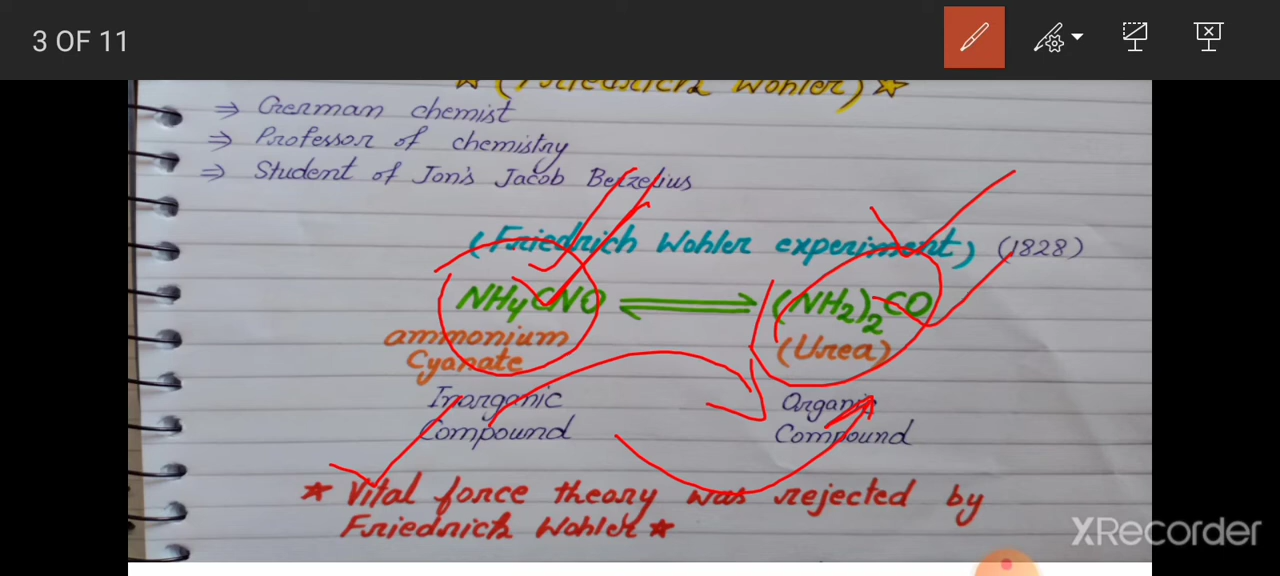 3 OF 11
☆ (Friedrich Wohler) ☆
⇒ German chemist
⇒ Professor of chemistry
⇒ Student of Jon's Jacob Berzelius
(Friedrich Wohler experiment) (1828)
NH4CNO ⇌ (NH2)2CO
ammonium (Urea)
Cyanate
Inorganic Organic
Compound Compound
★ Vital force theory was rejected by
Friedrich Wohler ★
XRecorder